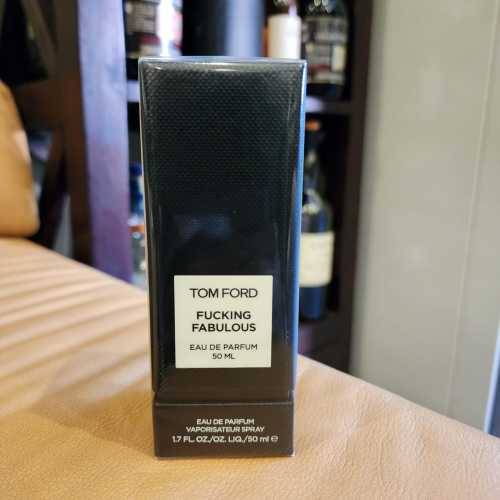 TOM FORD
FUCKING
FABULOUS
EAU DE PARFUM
50 ML
EAU DE PARFUM
VAPORISATEUR SPRAY
1.7 FL. OZ./OZ. LIQ./50 ml ℮